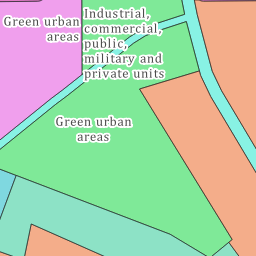 Green urban
areas
Industrial,
commercial,
public,
military and
private units
Green urban
areas